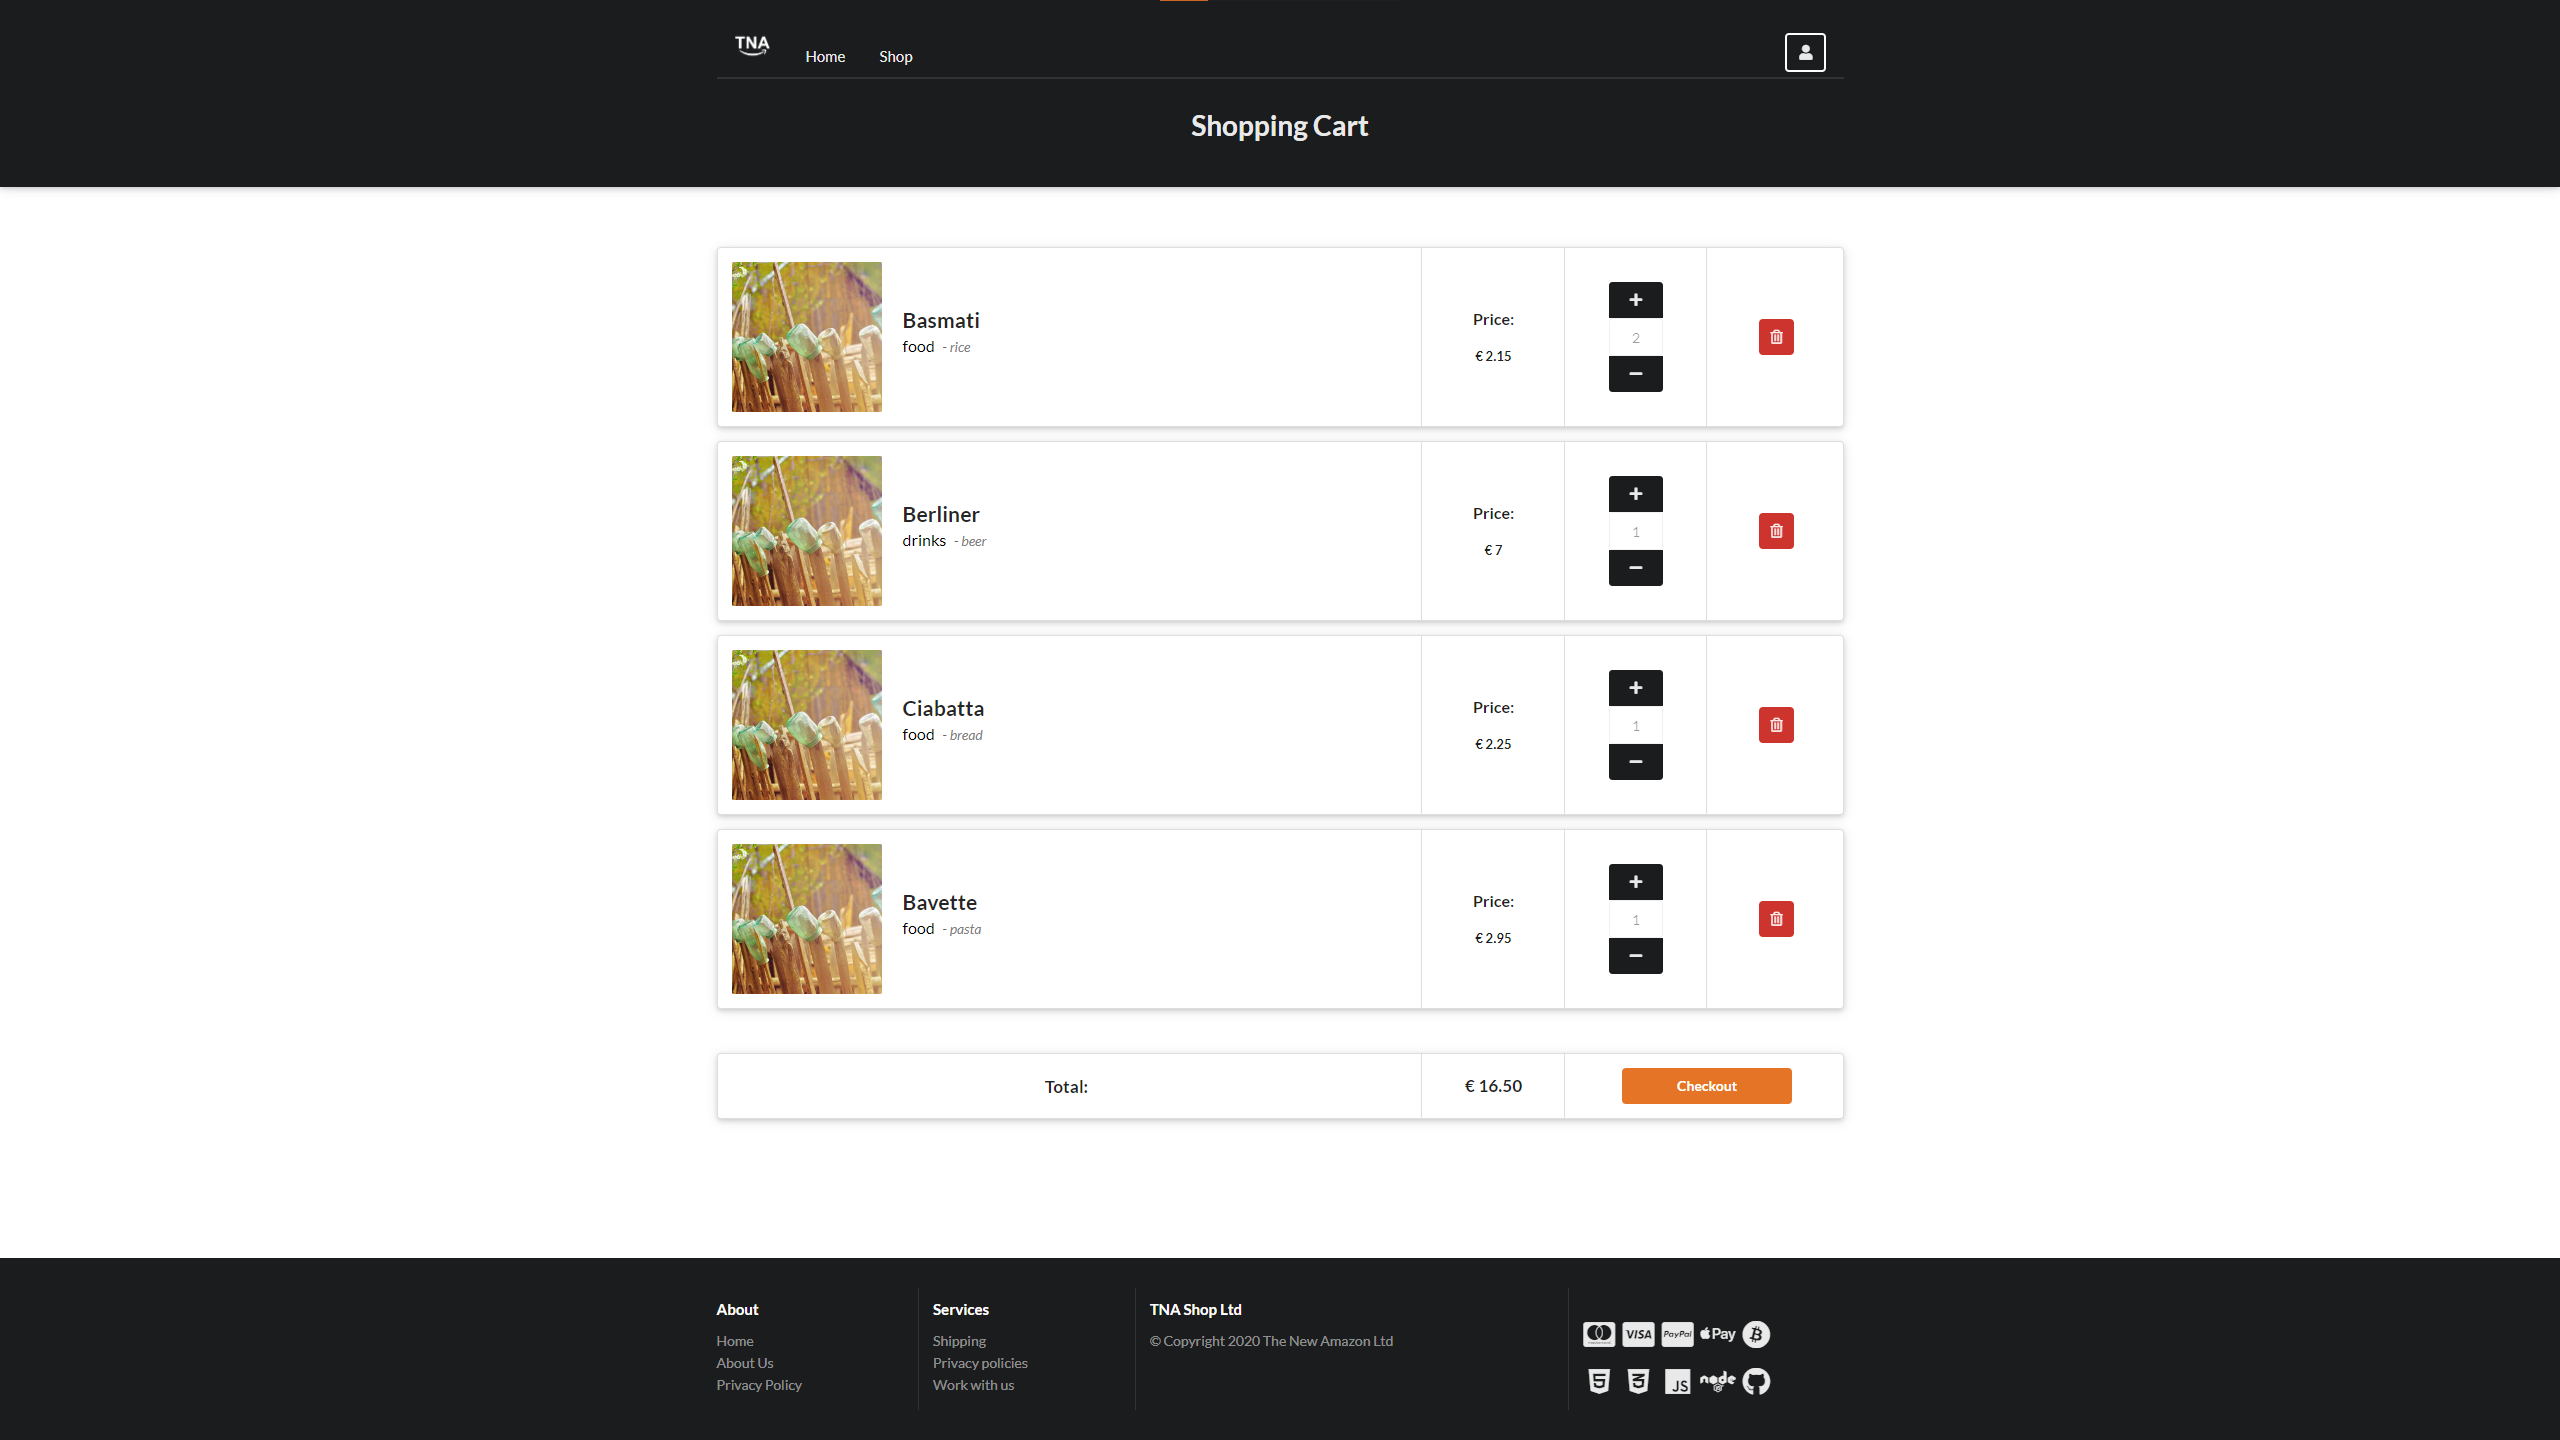 TNA
Home
Shop
Shopping Cart
Basmati
food - rice
Price:
€ 2.15
2
Berliner
drinks - beer
Price:
€ 7
1
Ciabatta
food - bread
Price:
€ 2.25
1
Bavette
food - pasta
Price:
€ 2.95
1
Total:
€ 16.50
Checkout
About
Home
About Us
Privacy Policy
Services
Shipping
Privacy policies
Work with us
TNA Shop Ltd
© Copyright 2020 The New Amazon Ltd
VISA
PayPal
Pay
JS
node